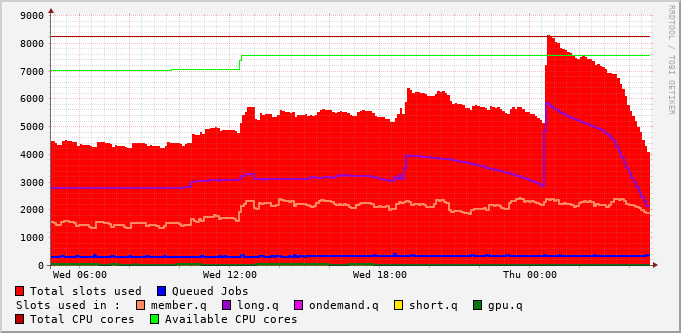 RRDTOOL / TOBI OETIKER
9000
8000
7000
6000
5000
4000
3000
2000
1000
0
Wed 06:00 Wed 12:00 Wed 18:00 Thu 00:00
Total slots used Queued Jobs
Slots used in : member.q long.q ondemand.q short.q gpu.q
Total CPU cores Available CPU cores